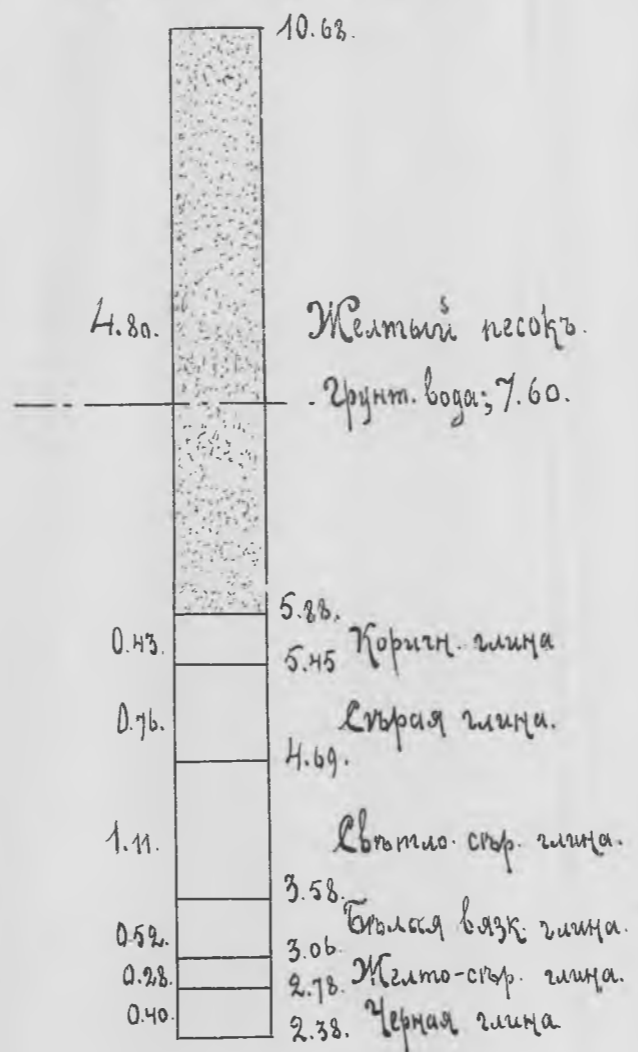 10.68.
4.80. Желтый песокъ.
Грунт. вода; 7.60.
5.88.
0.43. Коричн. глина
5.45
0.76. Сѣрая глина.
4.69.
1.11. Свѣтло. сѣр. глина.
3.58.
0.52. Бѣлая вязк. глина.
3.06.
0.28. Желто-сѣр. глина.
2.78.
0.40. Черная глина
2.38.